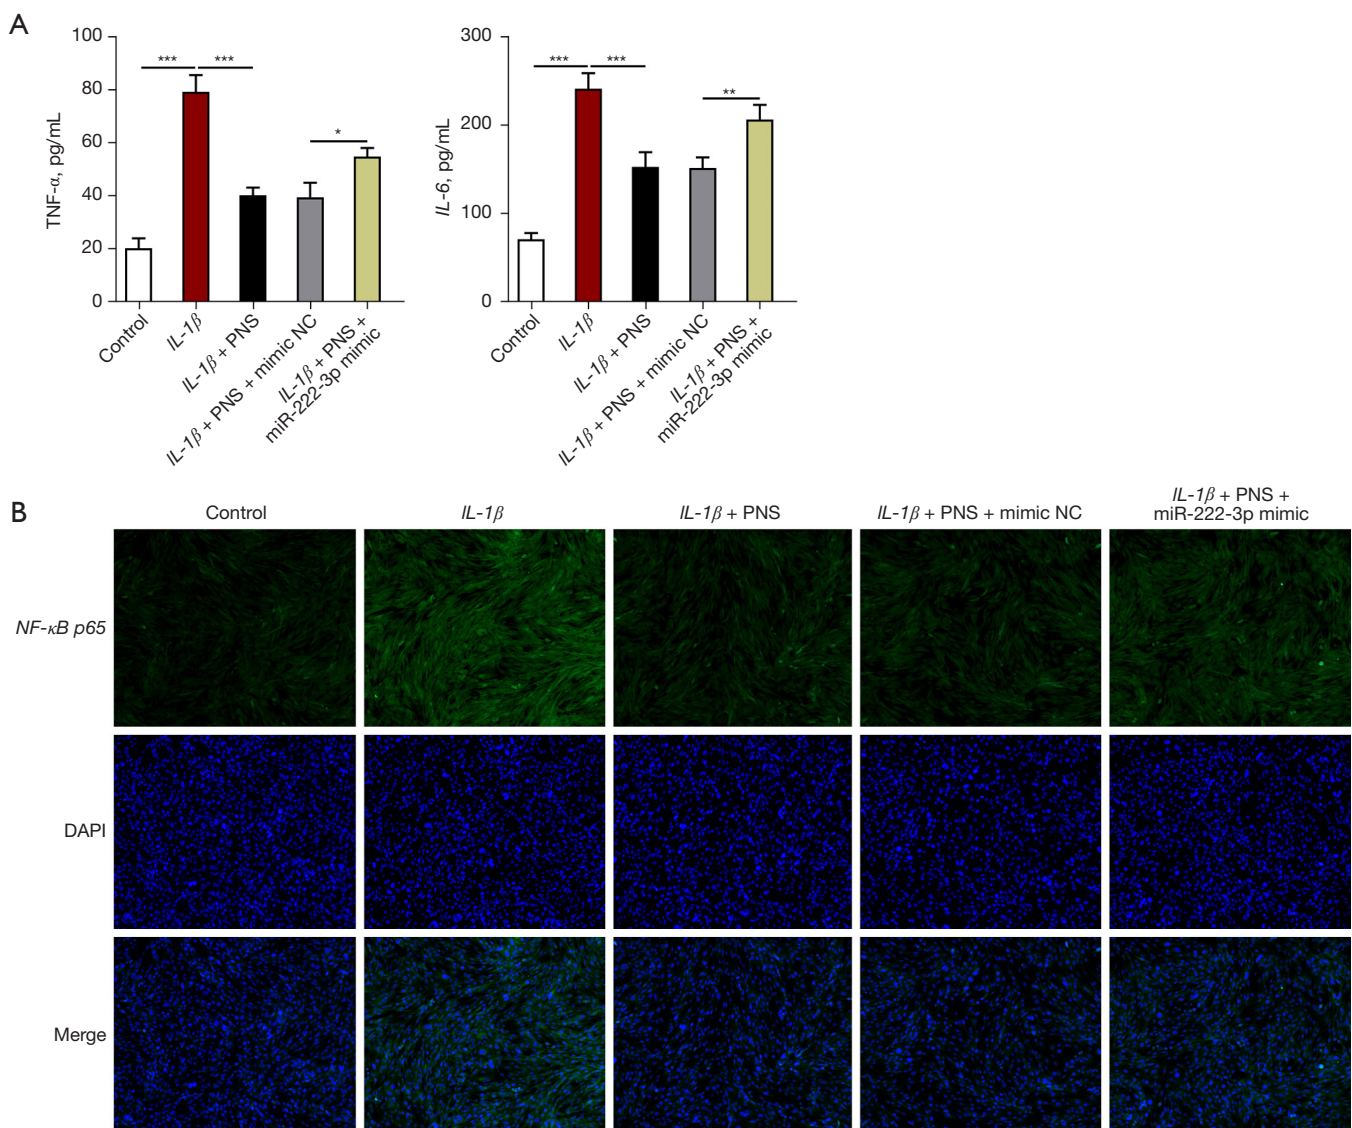 A
TNF-α, pg/mL
100
80
60
40
20
0
***
***
*
Control
IL-1β
IL-1β + PNS
IL-1β + PNS + mimic NC
IL-1β + PNS +
miR-222-3p mimic
IL-6, pg/mL
300
200
100
0
***
***
**
Control
IL-1β
IL-1β + PNS
IL-1β + PNS + mimic NC
IL-1β + PNS +
miR-222-3p mimic
B
Control
IL-1β
IL-1β + PNS
IL-1β + PNS + mimic NC
IL-1β + PNS +
miR-222-3p mimic
NF-κB p65
DAPI
Merge